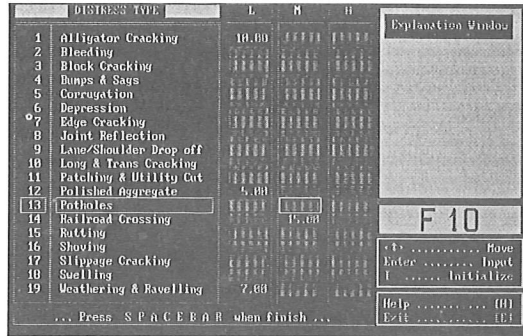 DISTRESS TYPE L M H
1 Alligator Cracking 10.00
2 Bleeding
3 Block Cracking
4 Bumps & Sags
5 Corrugation
6 Depression
7 Edge Cracking
8 Joint Reflection
9 Lane/Shoulder Drop off
10 Long & Trans Cracking
11 Patching & Utility Cut
12 Polished Aggregate 5.00
13 Potholes
14 Railroad Crossing 15.00
15 Rutting
16 Shoving
17 Slippage Cracking
18 Swelling
19 Weathering & Ravelling 7.00
... Press S P A C E B A R when finish ...
Explanation Window
F 10
.......... Move
Enter ........ Input
I ...... Initialize
Help .......... [H]
Exit .......... [E]